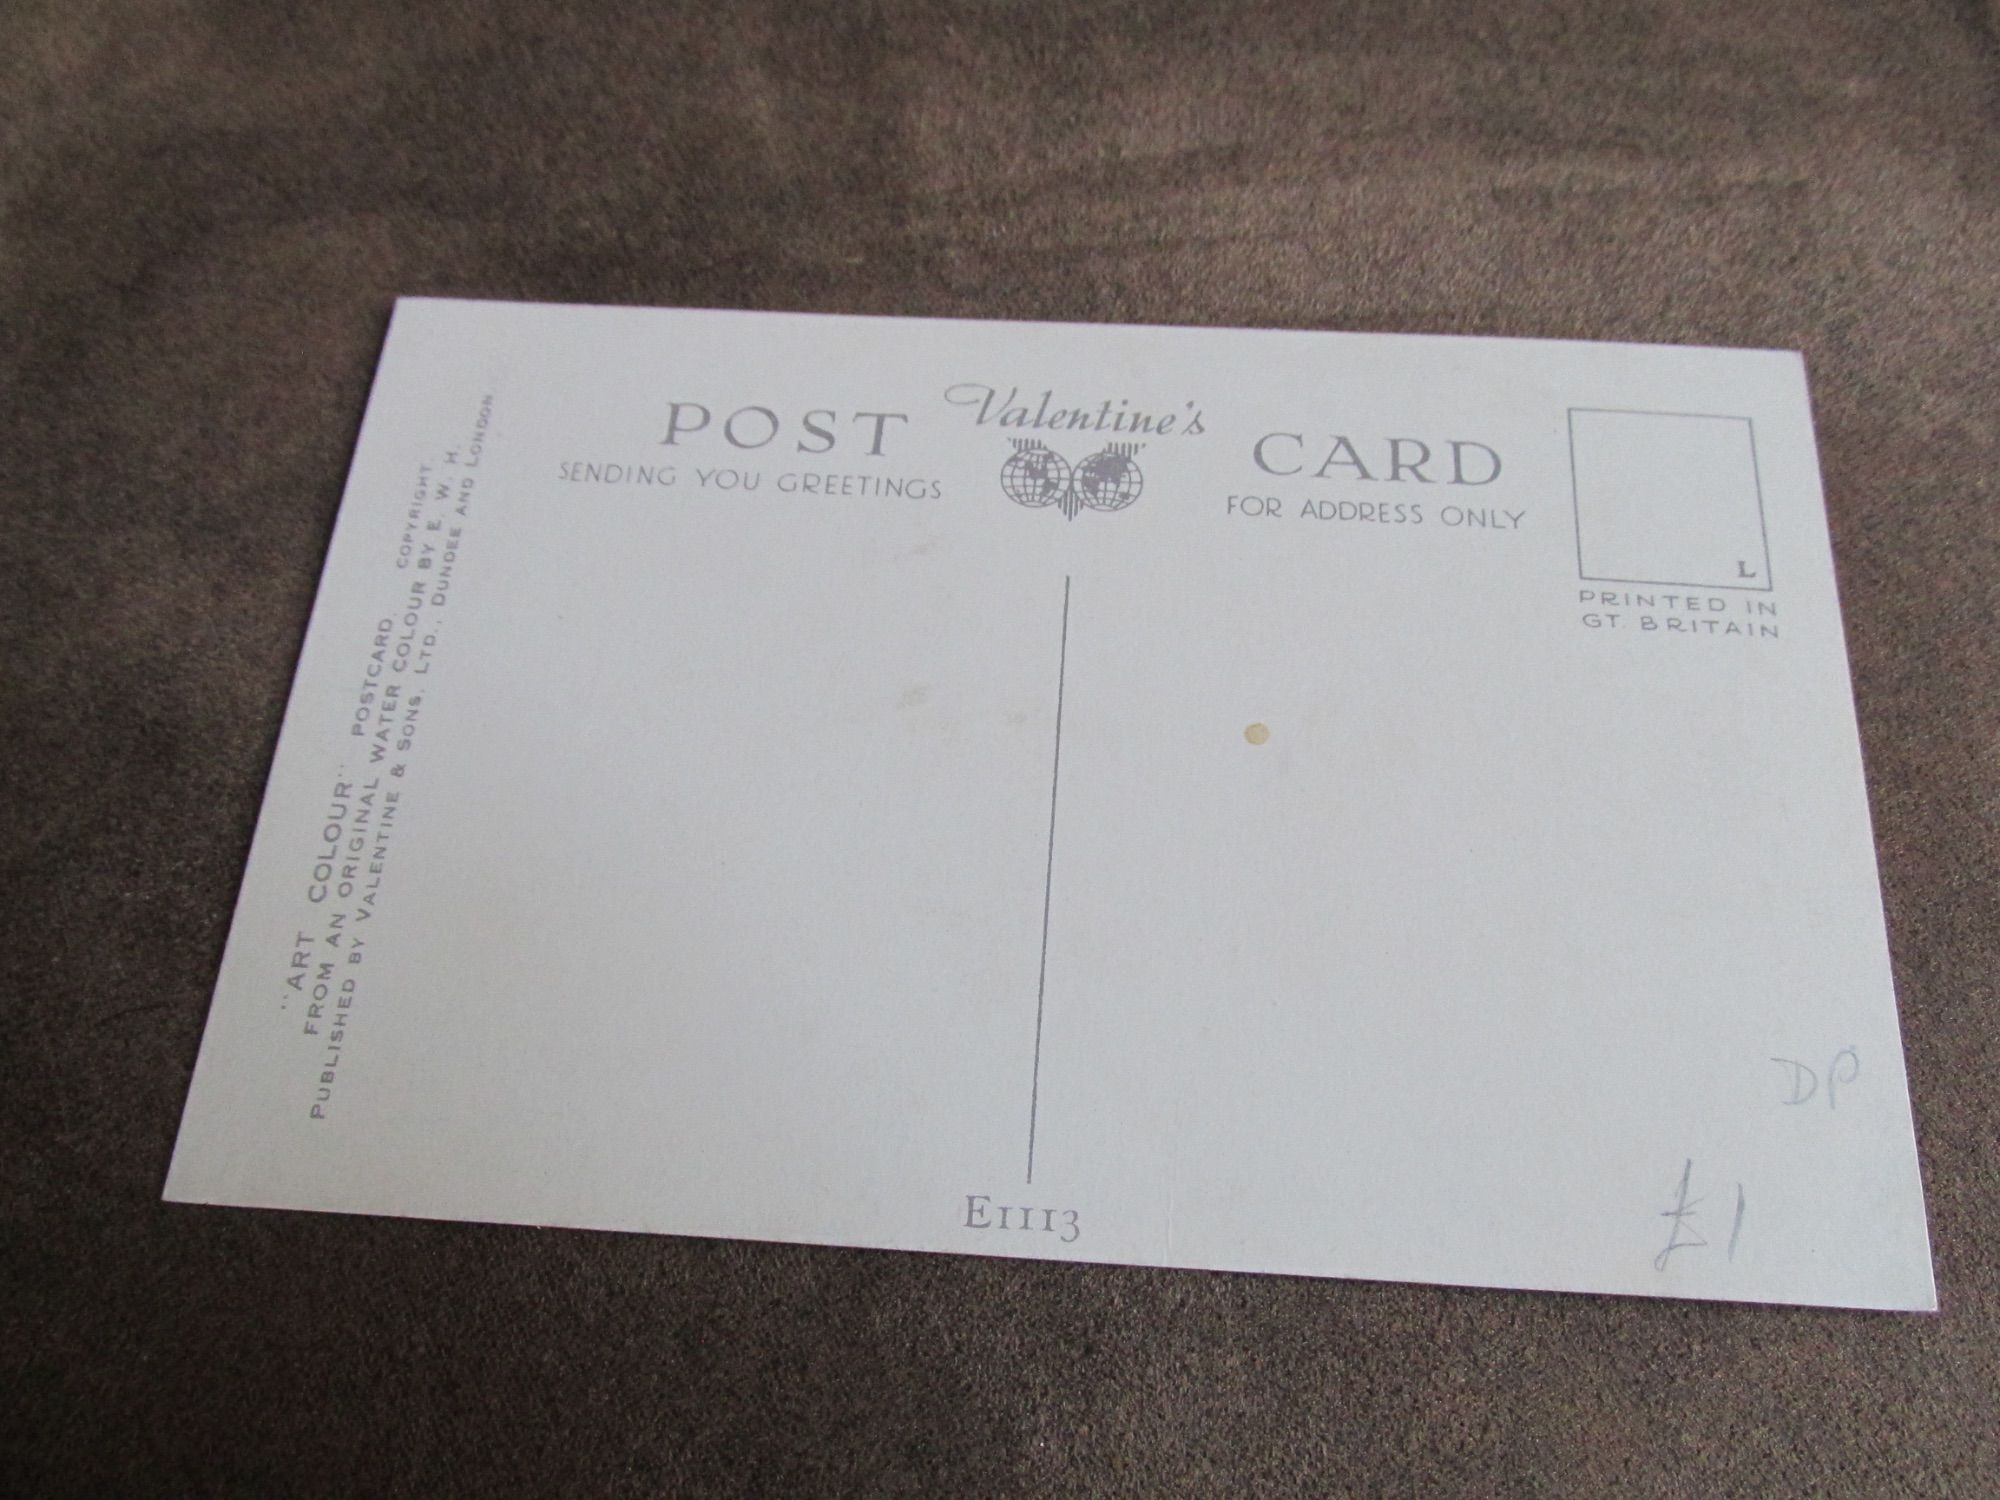 Valentine's
POST CARD
SENDING YOU GREETINGS
FOR ADDRESS ONLY
L
PRINTED IN
GT. BRITAIN
"ART COLOUR" POSTCARD. COPYRIGHT.
FROM AN ORIGINAL WATER COLOUR BY E. W. H.
PUBLISHED BY VALENTINE & SONS, LTD., DUNDEE AND LONDON
E1113
DP
£1